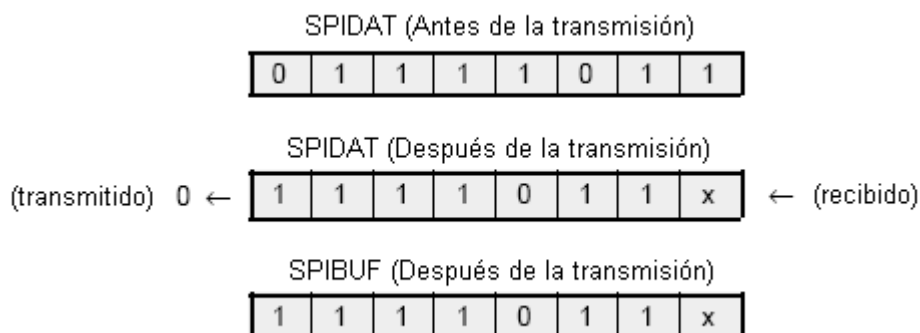 SPIDAT (Antes de la transmisión)
0 1 1 1 1 0 1 1
SPIDAT (Después de la transmisión)
(transmitido) 0 ← 1 1 1 1 0 1 1 x ← (recibido)
SPIBUF (Después de la transmisión)
1 1 1 1 0 1 1 x